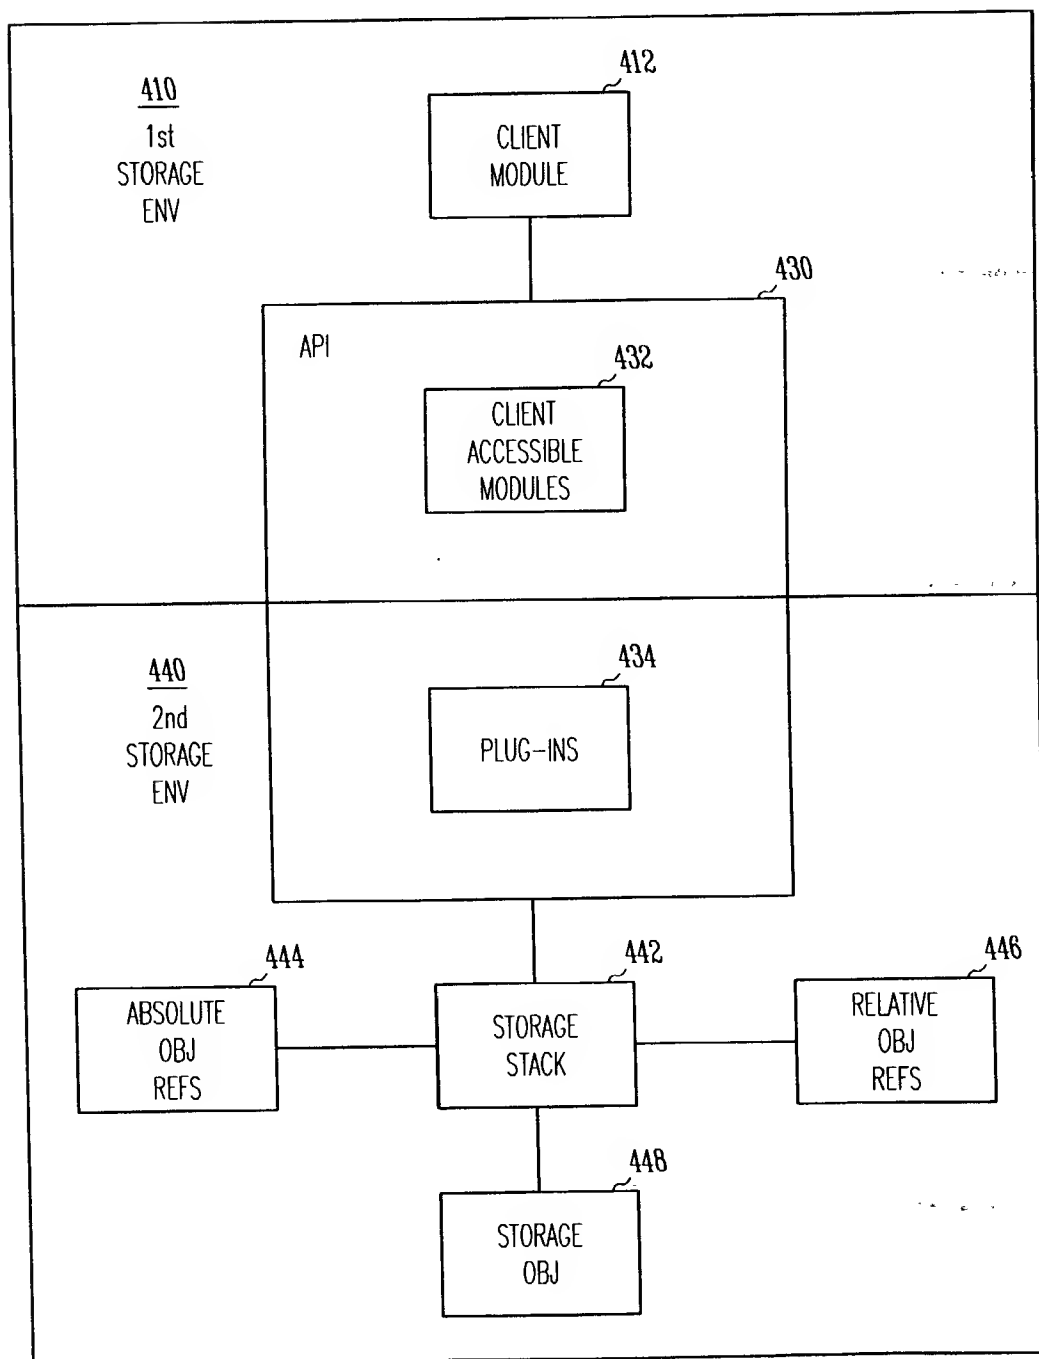 410
1st
STORAGE
ENV
412
CLIENT
MODULE
430
API
432
CLIENT
ACCESSIBLE
MODULES
440
2nd
STORAGE
ENV
434
PLUG-INS
444
ABSOLUTE
OBJ
REFS
442
STORAGE
STACK
446
RELATIVE
OBJ
REFS
448
STORAGE
OBJ